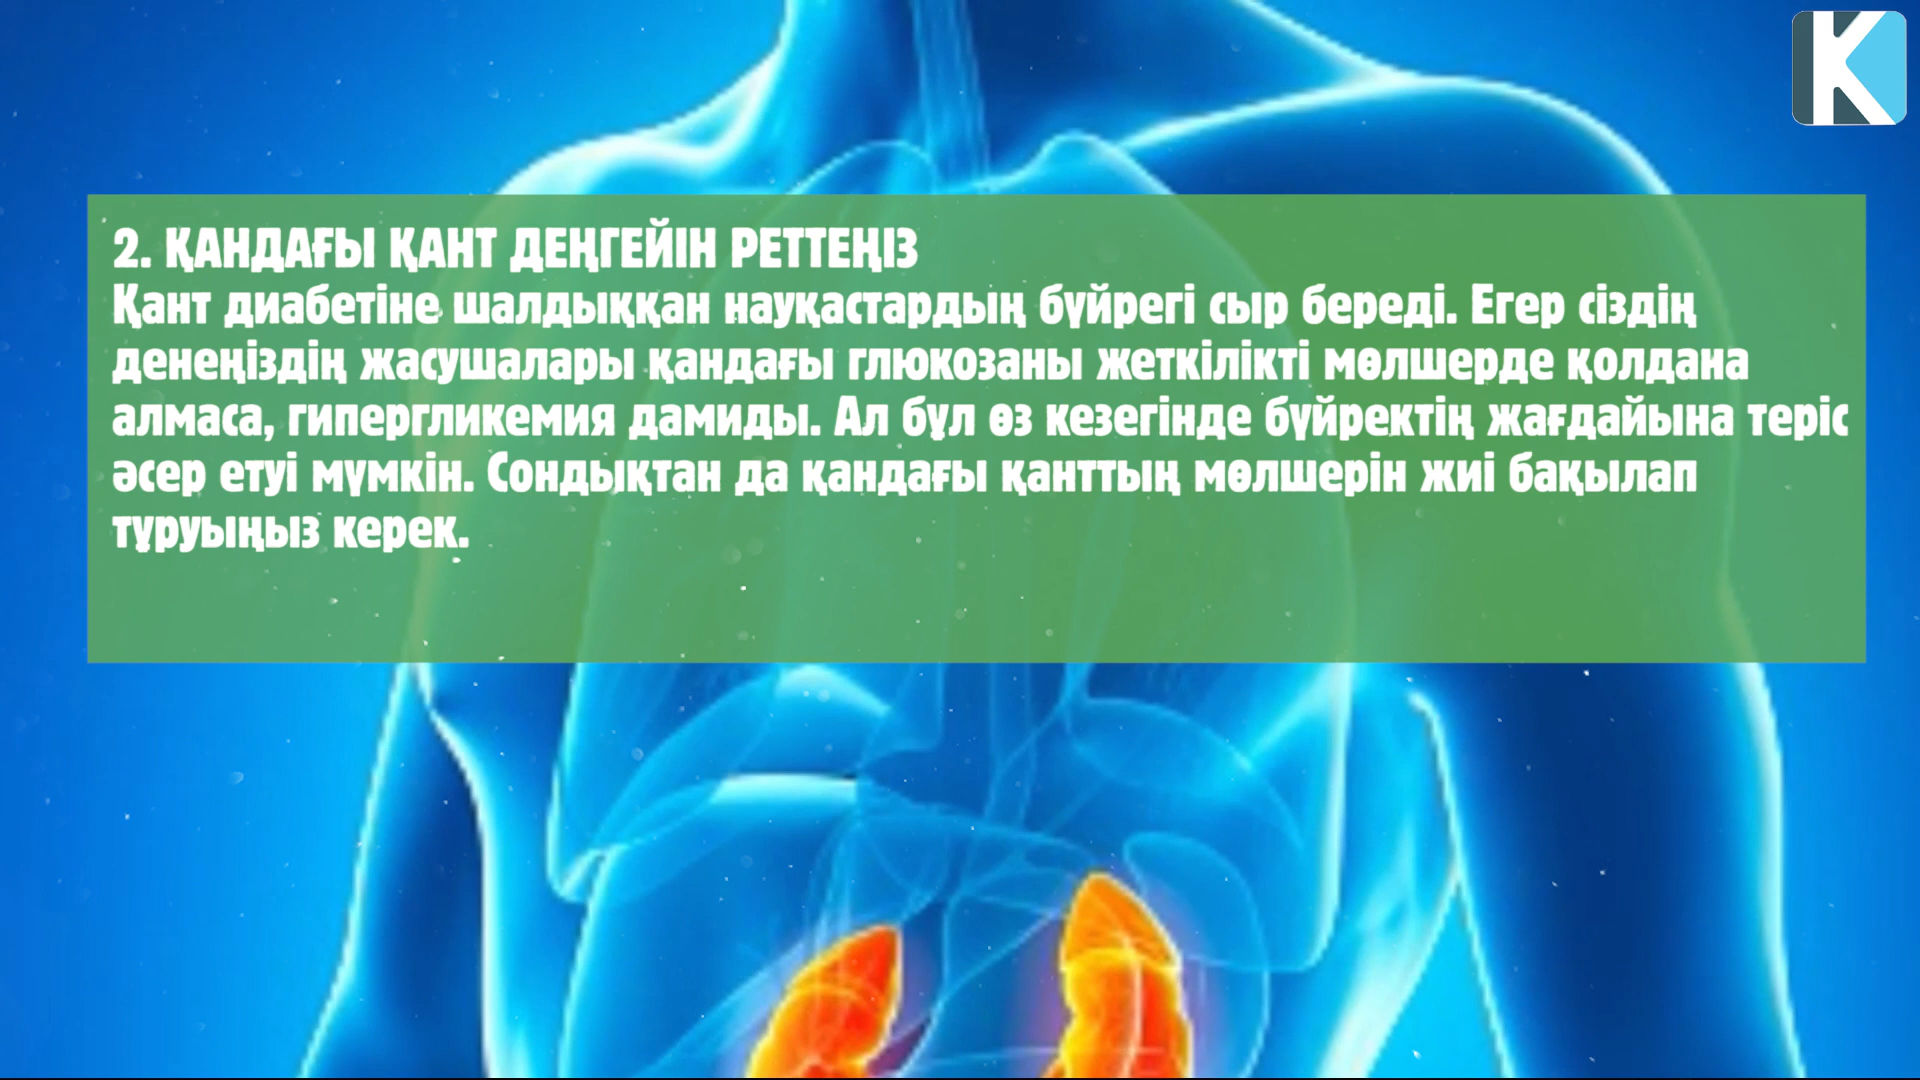 K
2. ҚАНДАҒЫ ҚАНТ ДЕҢГЕЙІН РЕТТЕҢІЗ
Қант диабетіне шалдыққан науқастардың бүйрегі сыр береді. Егер сіздің
денеңіздің жасушалары қандағы глюкозаны жеткілікті мөлшерде қолдана
алмаса, гипергликемия дамиды. Ал бұл өз кезегінде бүйректің жағдайына теріс
әсер етуі мүмкін. Сондықтан да қандағы қанттың мөлшерін жиі бақылап
тұруыңыз керек.